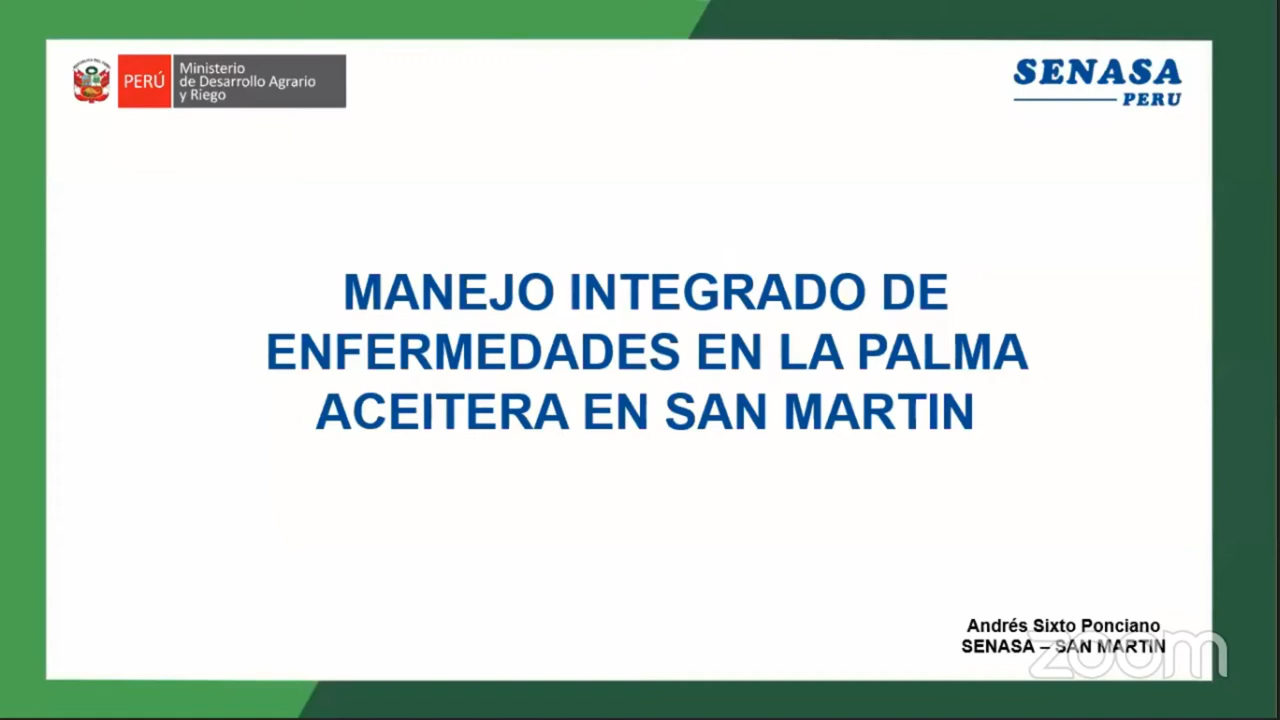 PERÚ
Ministerio
de Desarrollo Agrario
y Riego
SENASA
PERU
MANEJO INTEGRADO DE
ENFERMEDADES EN LA PALMA
ACEITERA EN SAN MARTIN
Andrés Sixto Ponciano
SENASA – SAN MARTIN
zoom